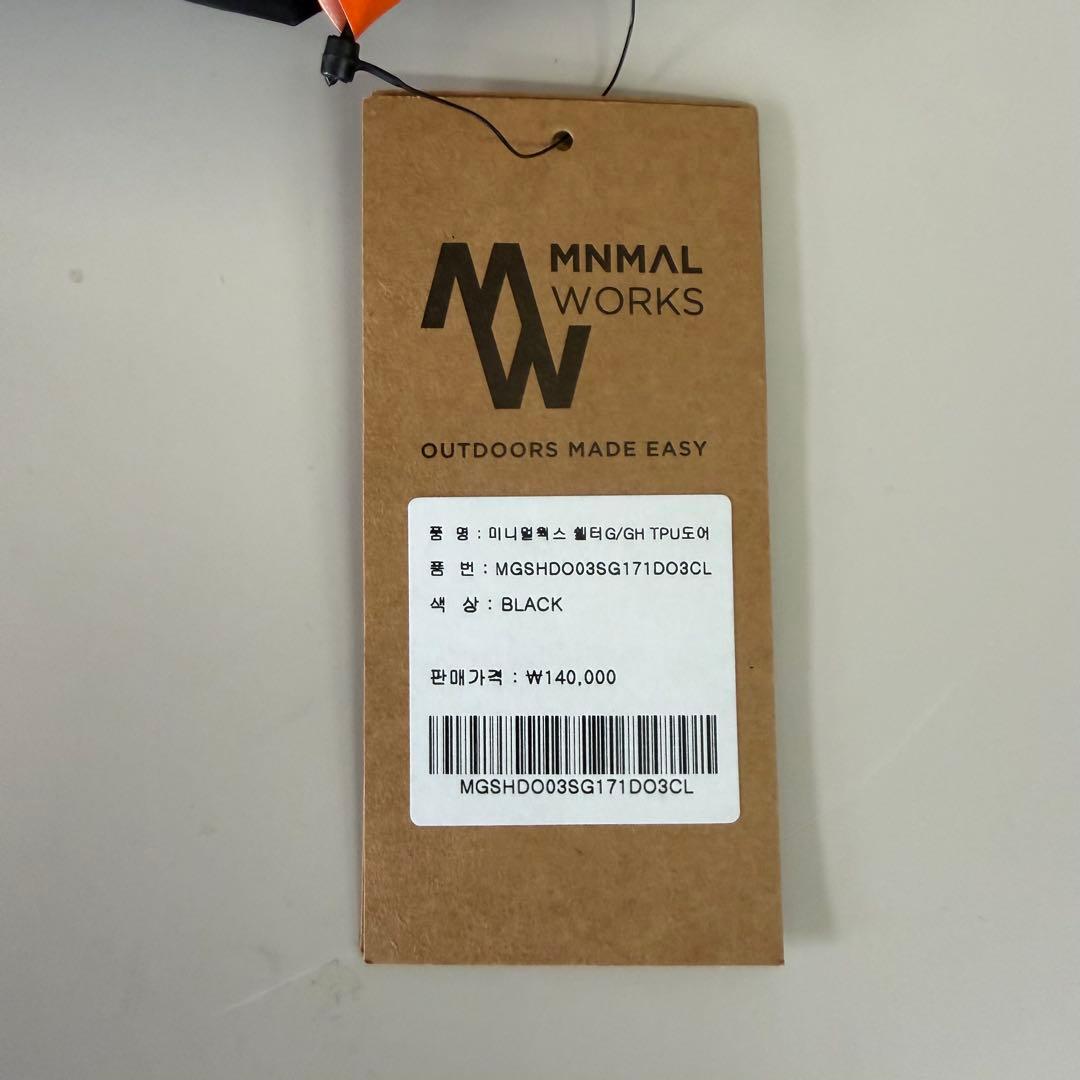 MNMAL
WORKS
OUTDOORS MADE EASY
품 명 : 미니멀웍스 쉘터G/GH TPU도어
품 번 : MGSHDO03SG171DO3CL
색 상 : BLACK
판매가격 : ₩140,000
MGSHDO03SG171DO3CL